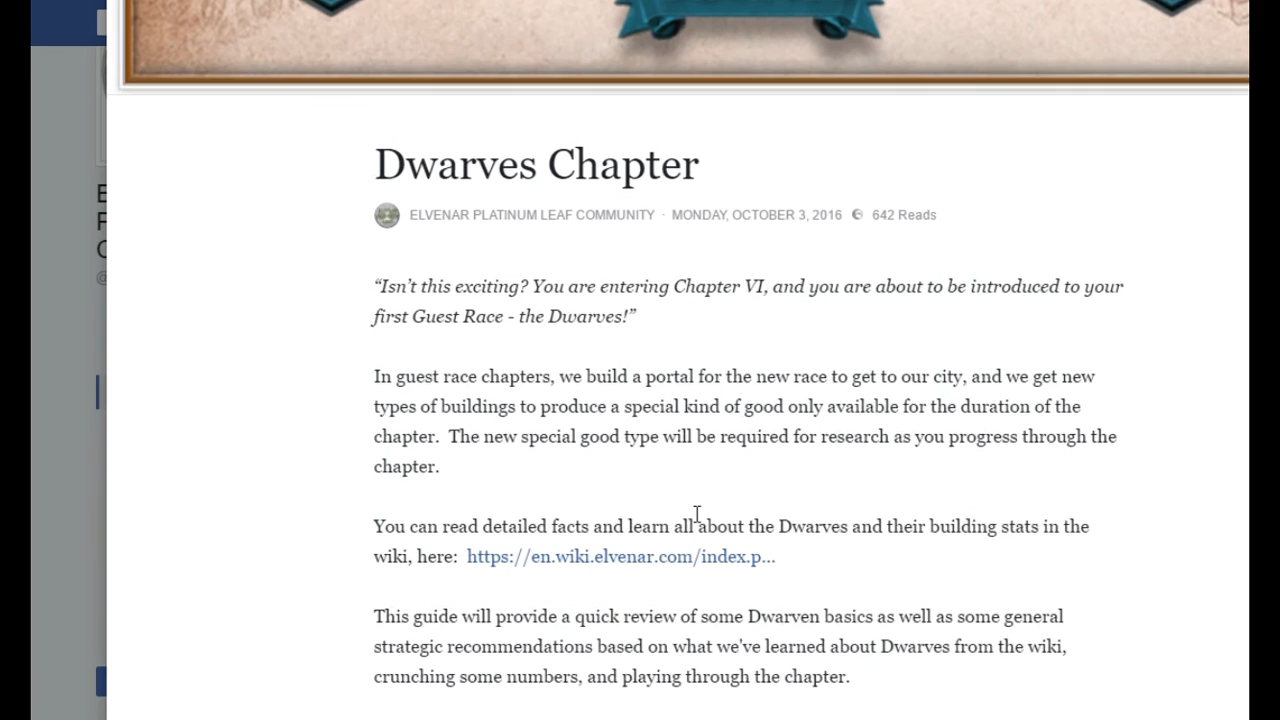 Dwarves Chapter
ELVENAR PLATINUM LEAF COMMUNITY · MONDAY, OCTOBER 3, 2016 642 Reads
“Isn’t this exciting? You are entering Chapter VI, and you are about to be introduced to your
first Guest Race - the Dwarves!”
In guest race chapters, we build a portal for the new race to get to our city, and we get new
types of buildings to produce a special kind of good only available for the duration of the
chapter.  The new special good type will be required for research as you progress through the
chapter.
You can read detailed facts and learn all about the Dwarves and their building stats in the
wiki, here:  https://en.wiki.elvenar.com/index.p...
This guide will provide a quick review of some Dwarven basics as well as some general
strategic recommendations based on what we've learned about Dwarves from the wiki,
crunching some numbers, and playing through the chapter.